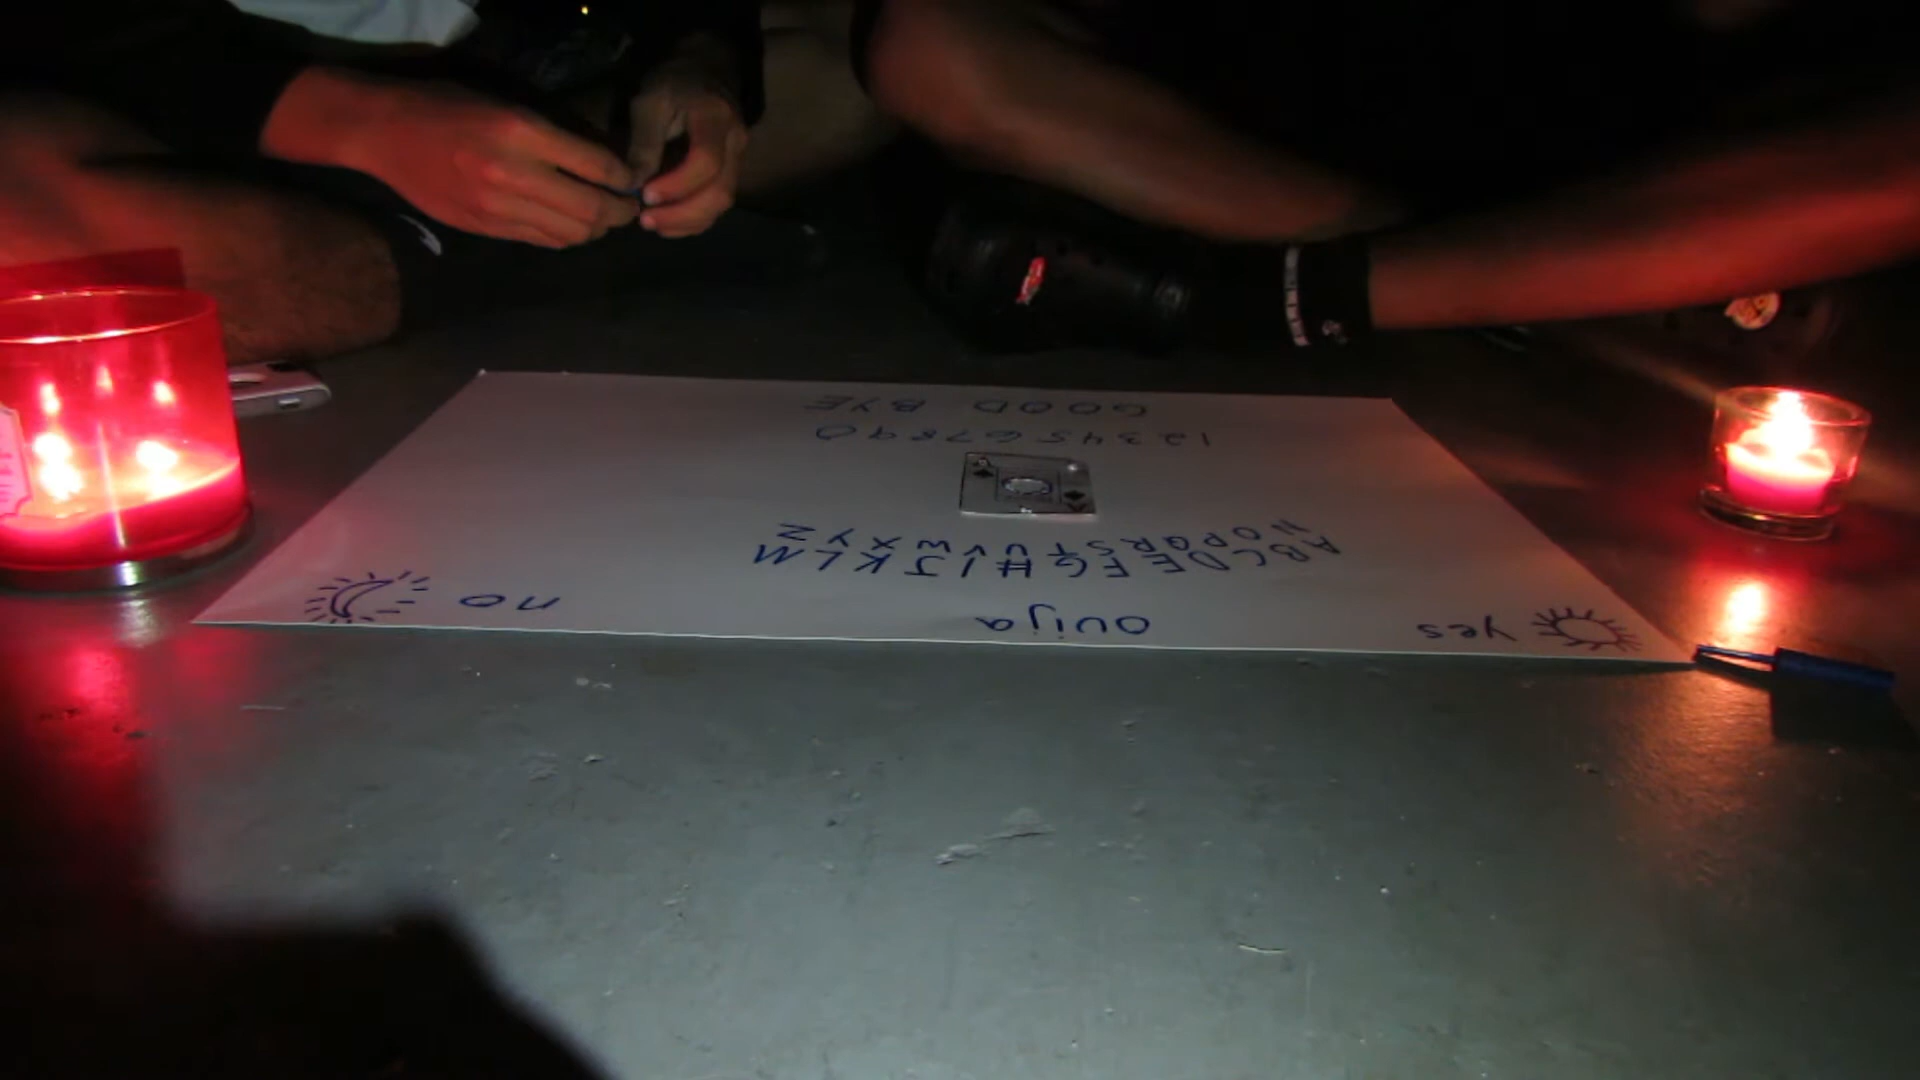 yes ouija no
ABCDEFGHIJKLM
NOPQRSTUVWXYZ
A
1234567890
GOOD BYE